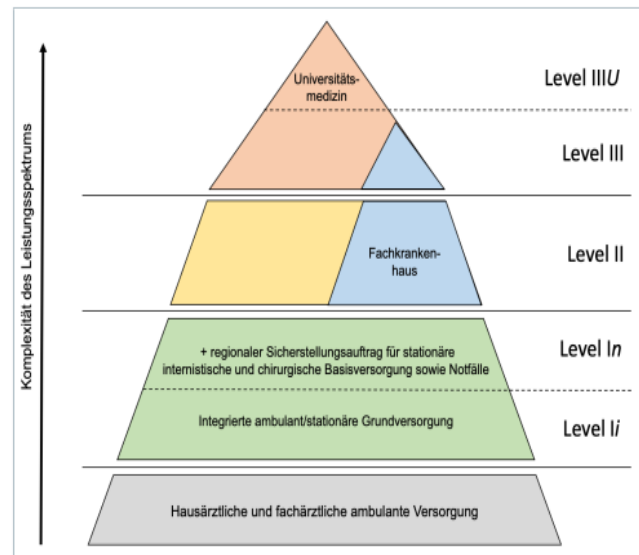 Universitäts-
medizin
Level IIIU
Level III
Fachkranken-
haus
Level II
+ regionaler Sicherstellungsauftrag für stationäre
internistische und chirurgische Basisversorgung sowie Notfälle
Level In
Integrierte ambulant/stationäre Grundversorgung
Level Ii
Hausärztliche und fachärztliche ambulante Versorgung
Komplexität des Leistungsspektrums